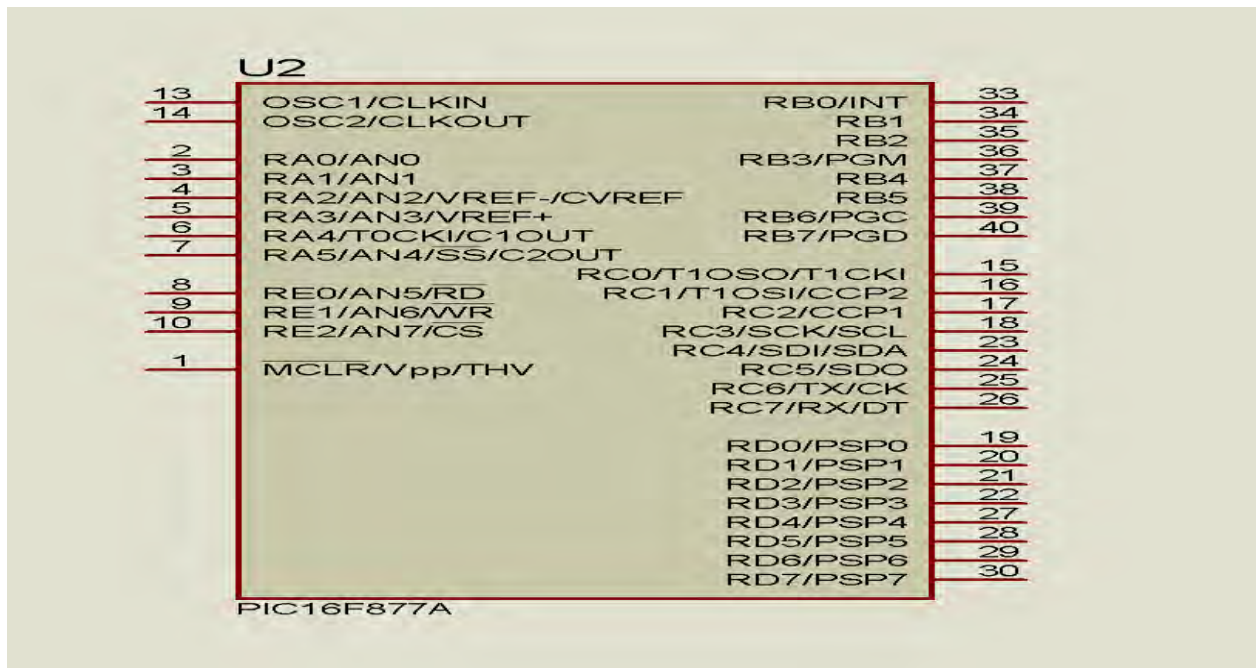 U2
13 OSC1/CLKIN
14 OSC2/CLKOUT
2 RA0/AN0
3 RA1/AN1
4 RA2/AN2/VREF-/CVREF
5 RA3/AN3/VREF+
6 RA4/T0CKI/C1OUT
7 RA5/AN4/SS/C2OUT
8 RE0/AN5/RD
9 RE1/AN6/WR
10 RE2/AN7/CS
1 MCLR/Vpp/THV
RB0/INT 33
RB1 34
RB2 35
RB3/PGM 36
RB4 37
RB5 38
RB6/PGC 39
RB7/PGD 40
RC0/T1OSO/T1CKI 15
RC1/T1OSI/CCP2 16
RC2/CCP1 17
RC3/SCK/SCL 18
RC4/SDI/SDA 23
RC5/SDO 24
RC6/TX/CK 25
RC7/RX/DT 26
RD0/PSP0 19
RD1/PSP1 20
RD2/PSP2 21
RD3/PSP3 22
RD4/PSP4 27
RD5/PSP5 28
RD6/PSP6 29
RD7/PSP7 30
PIC16F877A